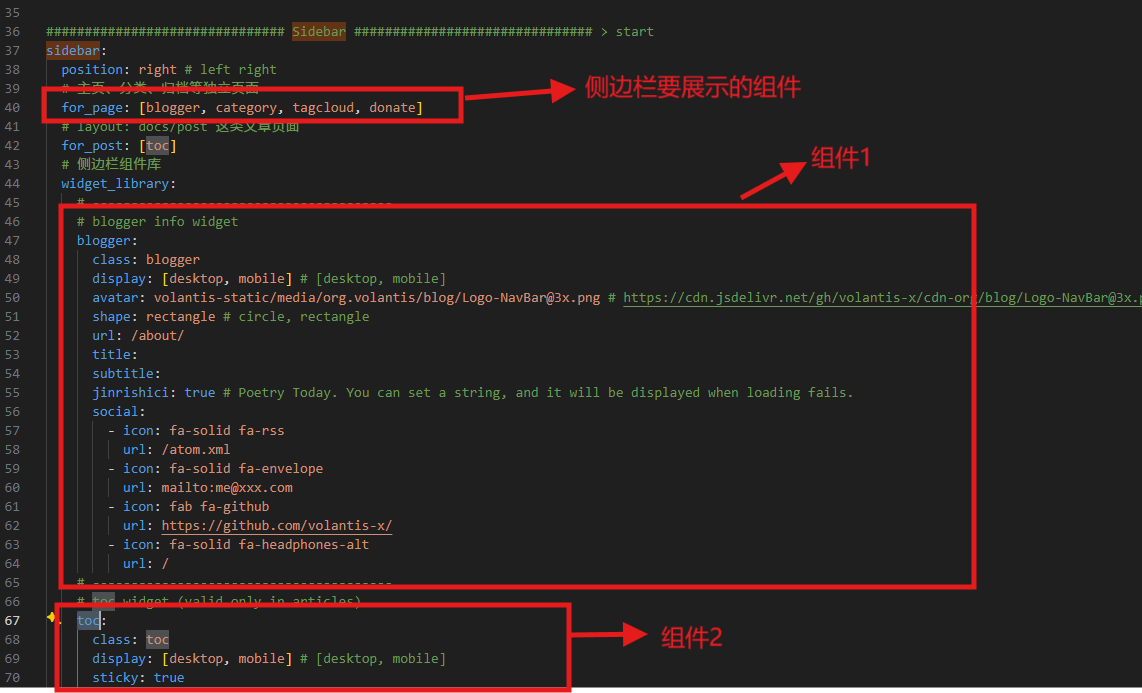 35
36 ############################### Sidebar ############################### > start
37 sidebar:
38 position: right # left right
39 # 主页、分类、归档等独立页面
40 for_page: [blogger, category, tagcloud, donate]
侧边栏要展示的组件
41 # layout: docs/post 这类文章页面
42 for_post: [toc]
组件1
43 # 侧边栏组件库
44 widget_library:
45 # ---------------------------------------
46 # blogger info widget
47 blogger:
48 class: blogger
49 display: [desktop, mobile] # [desktop, mobile]
50 avatar: volantis-static/media/org.volantis/blog/Logo-NavBar@3x.png # https://cdn.jsdelivr.net/gh/volantis-x/cdn-org/blog/Logo-NavBar@3x.p
51 shape: rectangle # circle, rectangle
52 url: /about/
53 title:
54 subtitle:
55 jinrishici: true # Poetry Today. You can set a string, and it will be displayed when loading fails.
56 social:
57 - icon: fa-solid fa-rss
58 url: /atom.xml
59 - icon: fa-solid fa-envelope
60 url: mailto:me@xxx.com
61 - icon: fab fa-github
62 url: https://github.com/volantis-x/
63 - icon: fa-solid fa-headphones-alt
64 url: /
65 # ---------------------------------------
66 # toc widget (valid only in articles)
67 toc:
68 class: toc
组件2
69 display: [desktop, mobile] # [desktop, mobile]
70 sticky: true